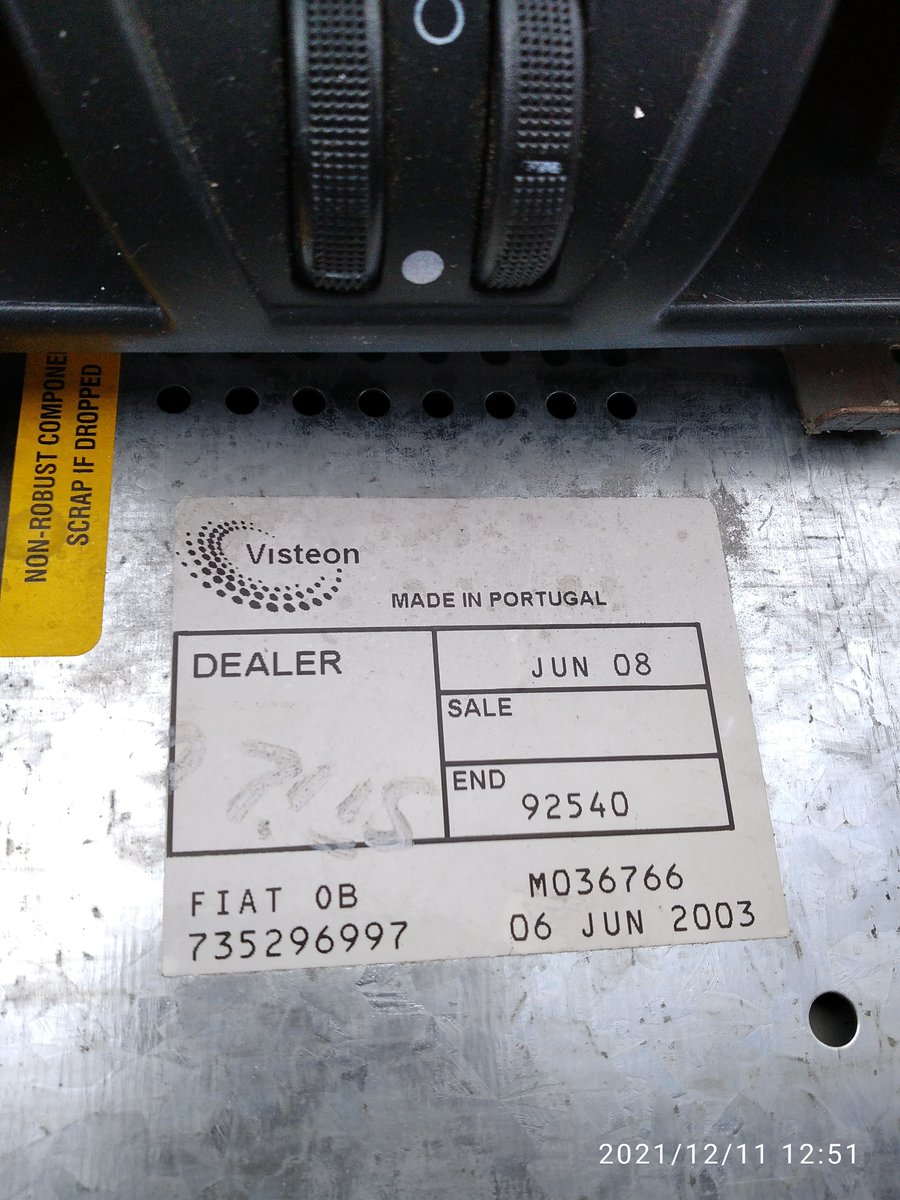 NON-ROBUST COMPONE
SCRAP IF DROPPED
Visteon
MADE IN PORTUGAL
DEALER
JUN 08
SALE
END
92540
FIAT 0B
M036766
735296997
06 JUN 2003
2021/12/11 12:51